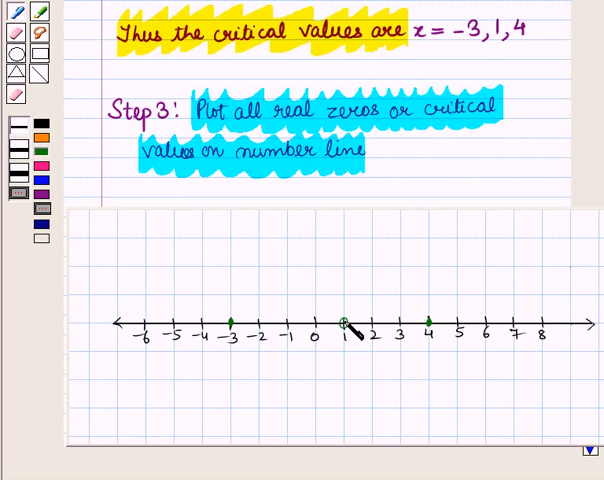 Thus the critical values are x = -3, 1, 4
Step 3: Plot all real zeros or critical
values on number line
-6 -5 -4 -3 -2 -1 0 1 2 3 4 5 6 7 8